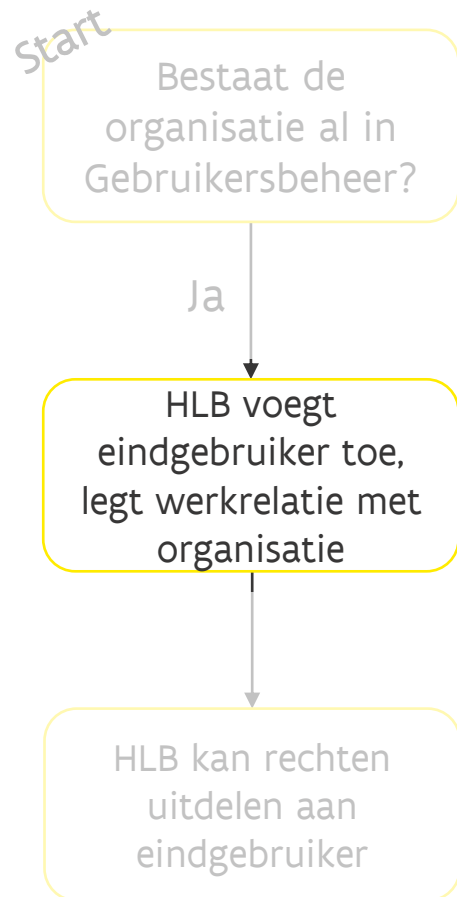 Start
Bestaat de
organisatie al in
Gebruikersbeheer?
Ja
HLB voegt
eindgebruiker toe,
legt werkrelatie met
organisatie
HLB kan rechten
uitdelen aan
eindgebruiker